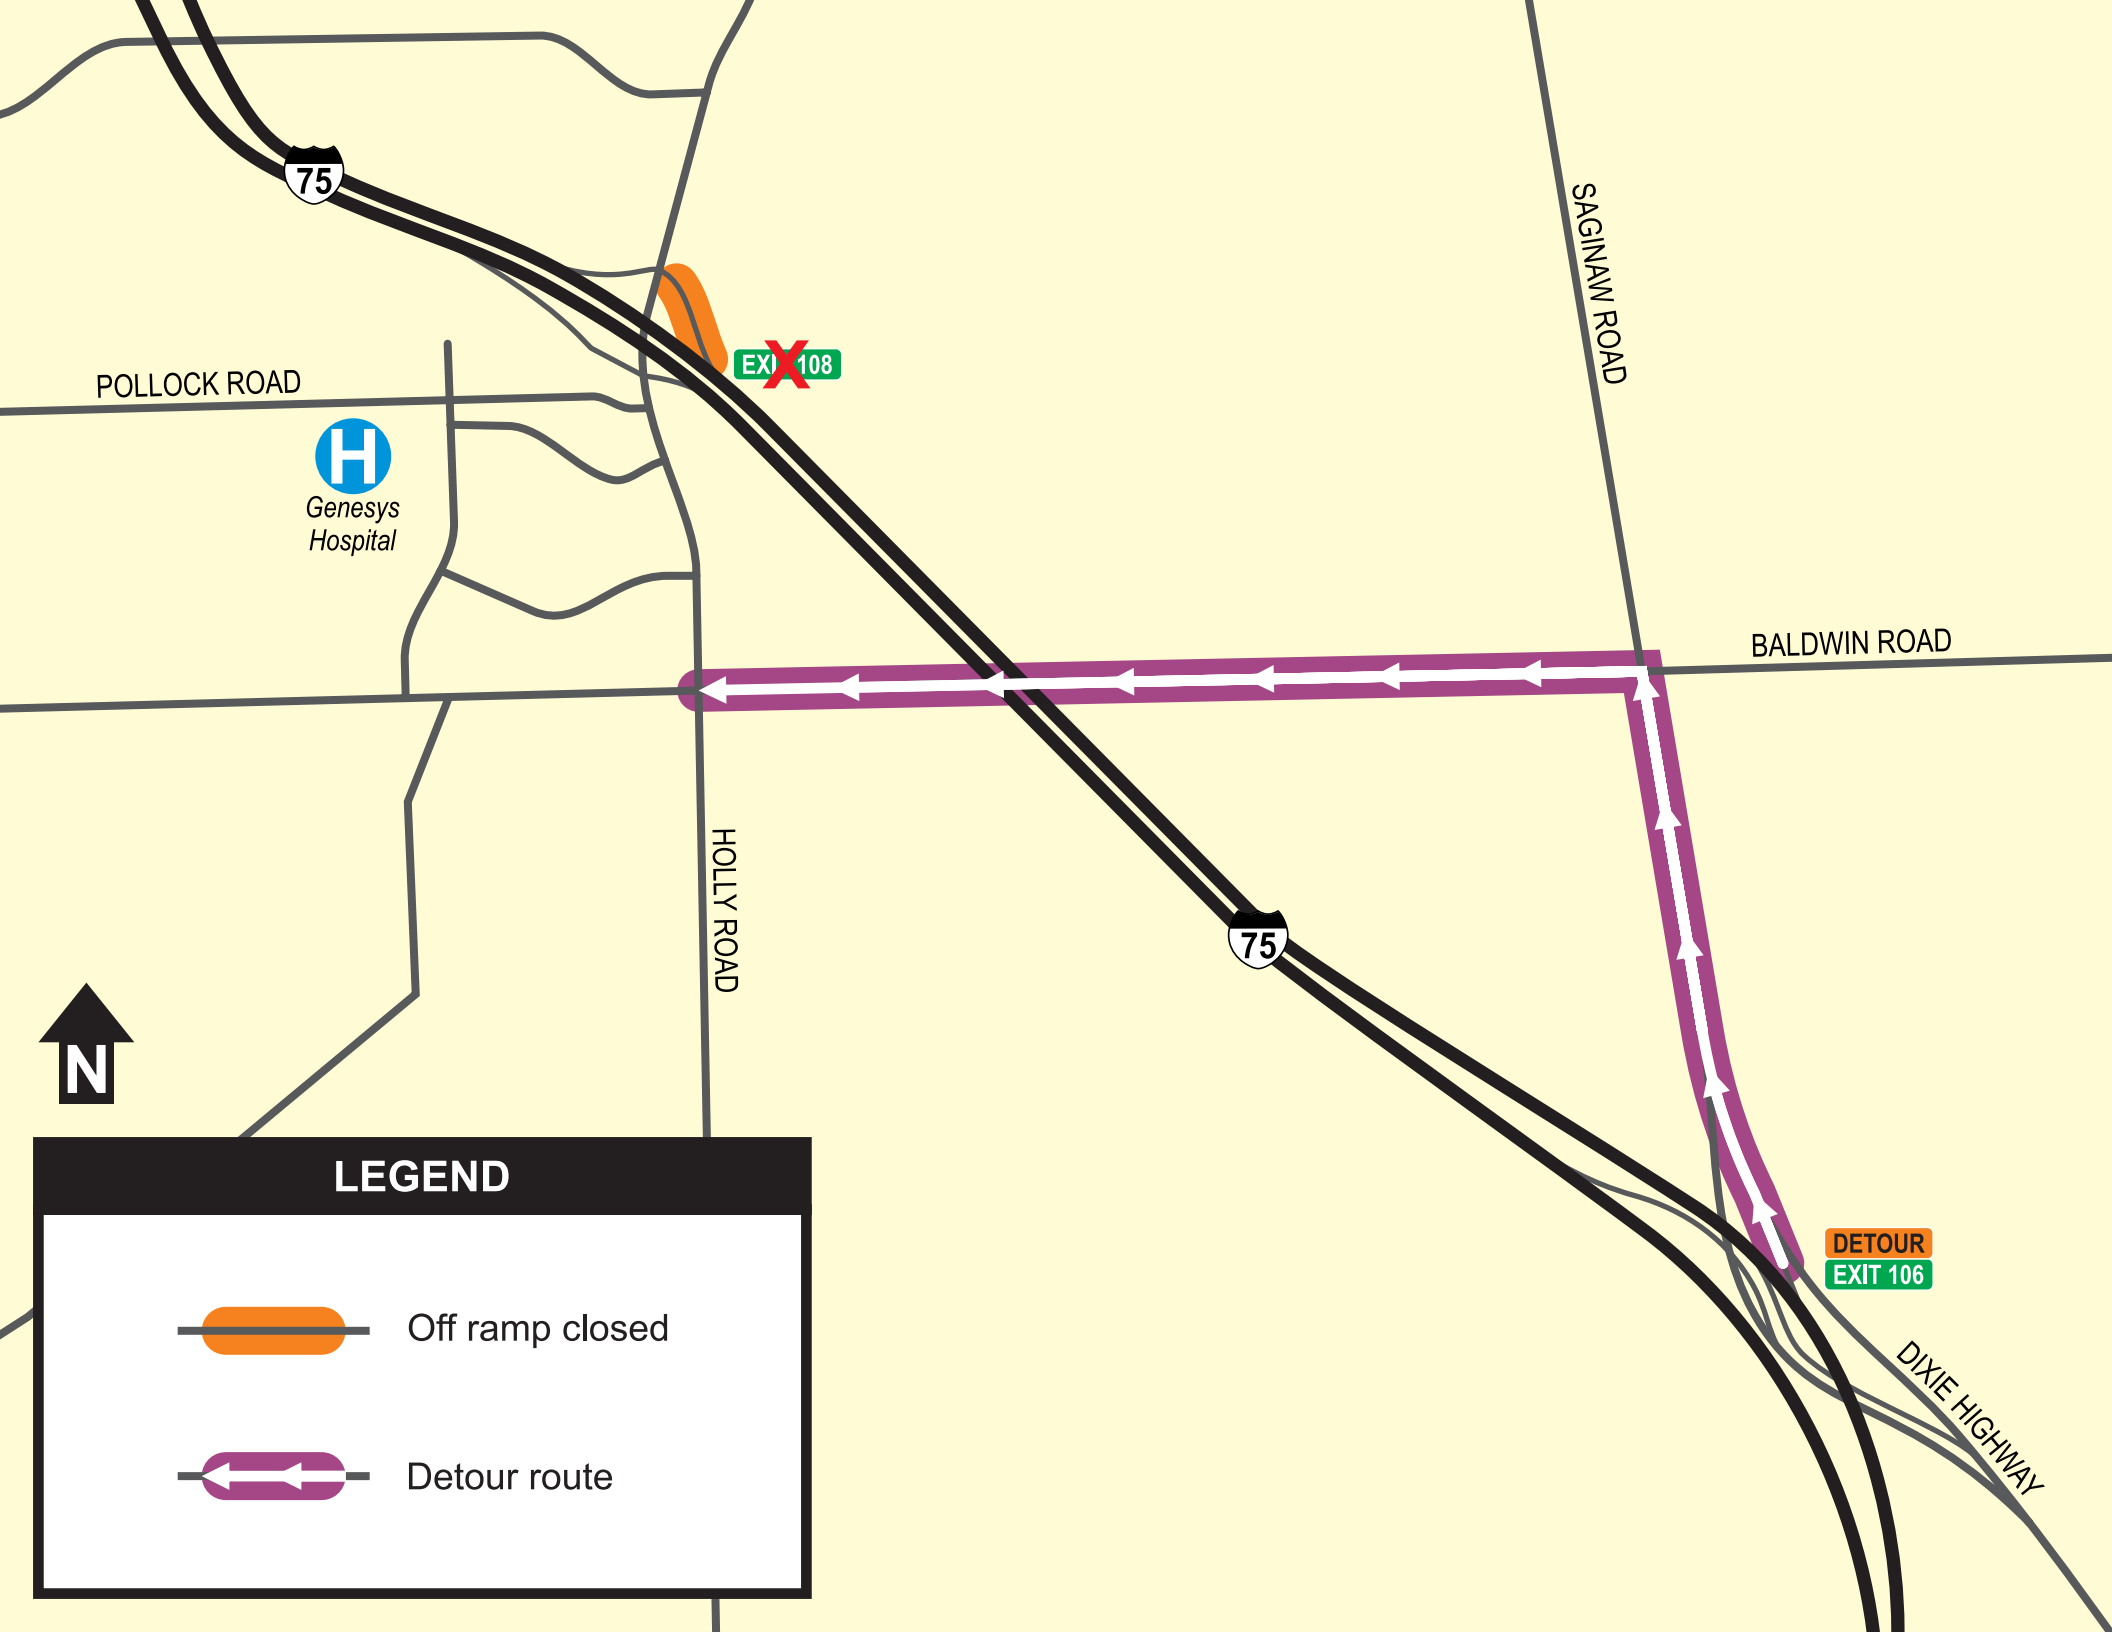 75
SAGINAW ROAD
EXIT 108
POLLOCK ROAD
H
Genesys
Hospital
BALDWIN ROAD
HOLLY ROAD
75
N
LEGEND
Off ramp closed
Detour route
DETOUR
EXIT 106
DIXIE HIGHWAY